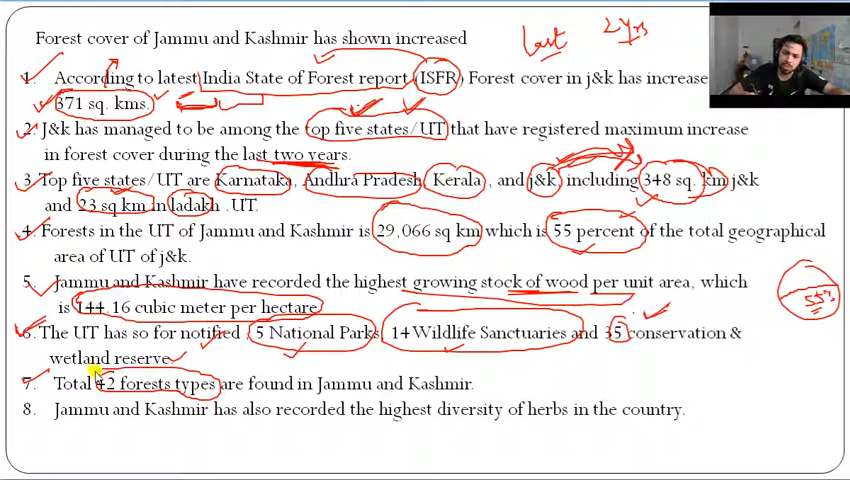 Forest cover of Jammu and Kashmir has shown increased
last 2 yrs
1. According to latest India State of Forest report (ISFR) Forest cover in j&k has increase
371 sq. kms.
2. J&k has managed to be among the top five states/UT that have registered maximum increase
in forest cover during the last two years.
3. Top five states/UT are Karnataka, Andhra Pradesh, Kerala, and j&k including 348 sq. km j&k
and 23 sq km in ladakh .UT.
4. Forests in the UT of Jammu and Kashmir is 29,066 sq km which is 55 percent of the total geographical
area of UT of j&k.
5. Jammu and Kashmir have recorded the highest growing stock of wood per unit area, which
is 144.16 cubic meter per hectare
55%
6. The UT has so for notified , 5 National Parks, 14 Wildlife Sanctuaries and 35 conservation &
wetland reserve
7. Total 42 forests types are found in Jammu and Kashmir.
8. Jammu and Kashmir has also recorded the highest diversity of herbs in the country.